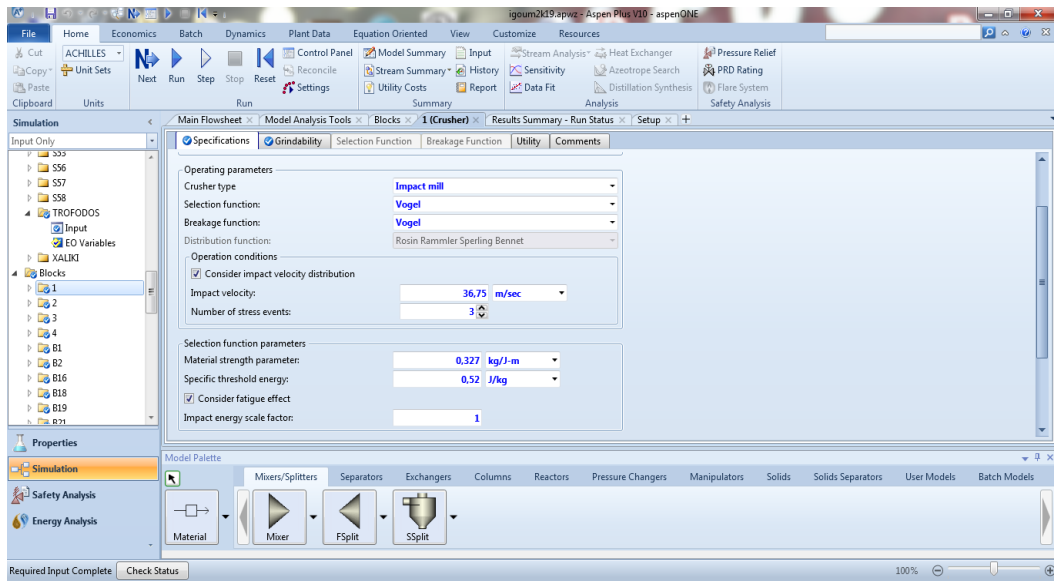 igoum2k19.apwz - Aspen Plus V10 - aspenONE
File Home Economics Batch Dynamics Plant Data Equation Oriented View Customize Resources
Cut ACHILLES Control Panel Model Summary Input Stream Analysis Heat Exchanger Pressure Relief
Copy Unit Sets Next Run Step Stop Reset Reconcile Stream Summary History Sensitivity Azeotrope Search PRD Rating
Paste Settings Utility Costs Report Data Fit Distillation Synthesis Flare System
Clipboard Units Run Summary Analysis Safety Analysis
Simulation Main Flowsheet Model Analysis Tools Blocks 1 (Crusher) Results Summary - Run Status Setup +
Input Only Specifications Grindability Selection Function Breakage Function Utility Comments
S55
S56
S57
S58
TROFODOS
Input
EO Variables
XALIKI
Blocks
1
2
3
4
B1
B2
B16
B18
B19
B21
Operating parameters
Crusher type Impact mill
Selection function: Vogel
Breakage function: Vogel
Distribution function: Rosin Rammler Sperling Bennet
Operation conditions
Consider impact velocity distribution
Impact velocity: 36,75 m/sec
Number of stress events: 3
Selection function parameters
Material strength parameter: 0,327 kg/J-m
Specific threshold energy: 0,52 J/kg
Consider fatigue effect
Impact energy scale factor: 1
Properties
Simulation
Safety Analysis
Energy Analysis
Model Palette
Mixers/Splitters Separators Exchangers Columns Reactors Pressure Changers Manipulators Solids Solids Separators User Models Batch Models
Material Mixer FSplit SSplit
Required Input Complete Check Status 100%